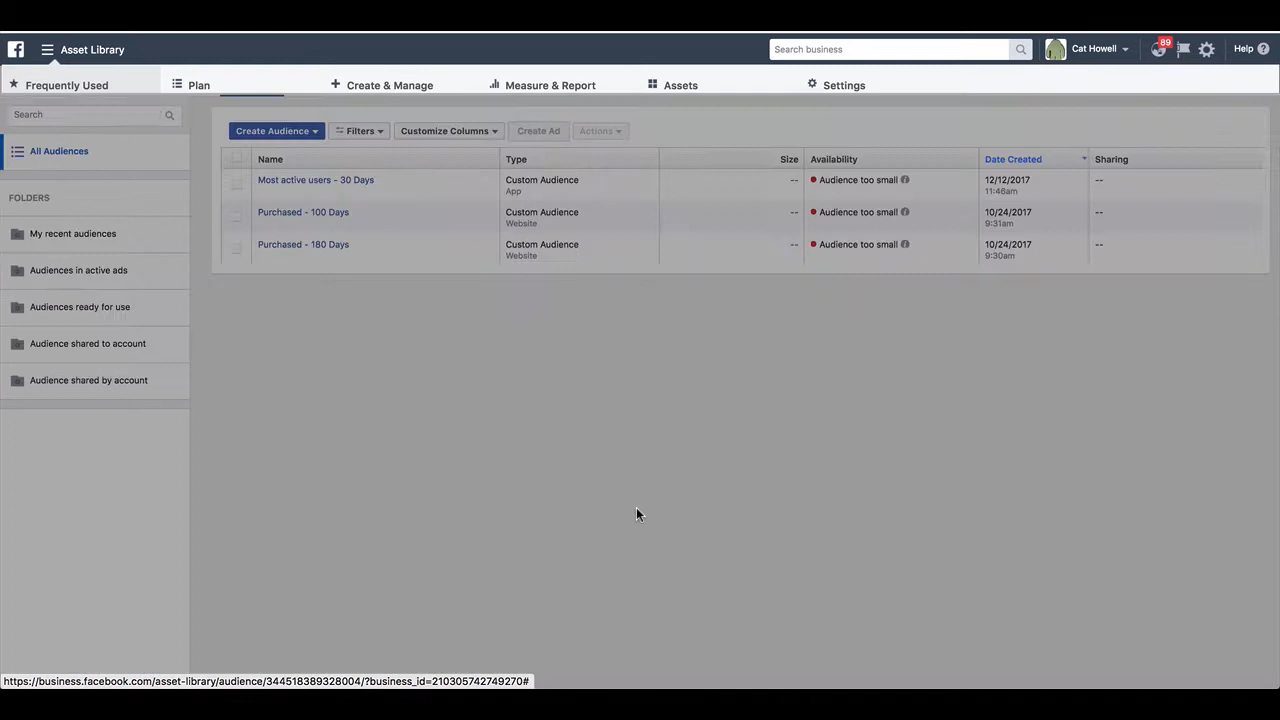 Asset Library
Search business
89
Cat Howell
Help
Frequently Used
Plan
Create & Manage
Measure & Report
Assets
Settings
Search
All Audiences
FOLDERS
My recent audiences
Audiences in active ads
Audiences ready for use
Audience shared to account
Audience shared by account
Create Audience
Filters
Customize Columns
Create Ad
Actions
Name Type Size Availability Date Created Sharing
Most active users - 30 Days Custom Audience -- Audience too small 12/12/2017 --
App 11:46am
Purchased - 100 Days Custom Audience -- Audience too small 10/24/2017 --
Website 9:31am
Purchased - 180 Days Custom Audience -- Audience too small 10/24/2017 --
Website 9:30am
https://business.facebook.com/asset-library/audience/344518389328004/?business_id=210305742749270#